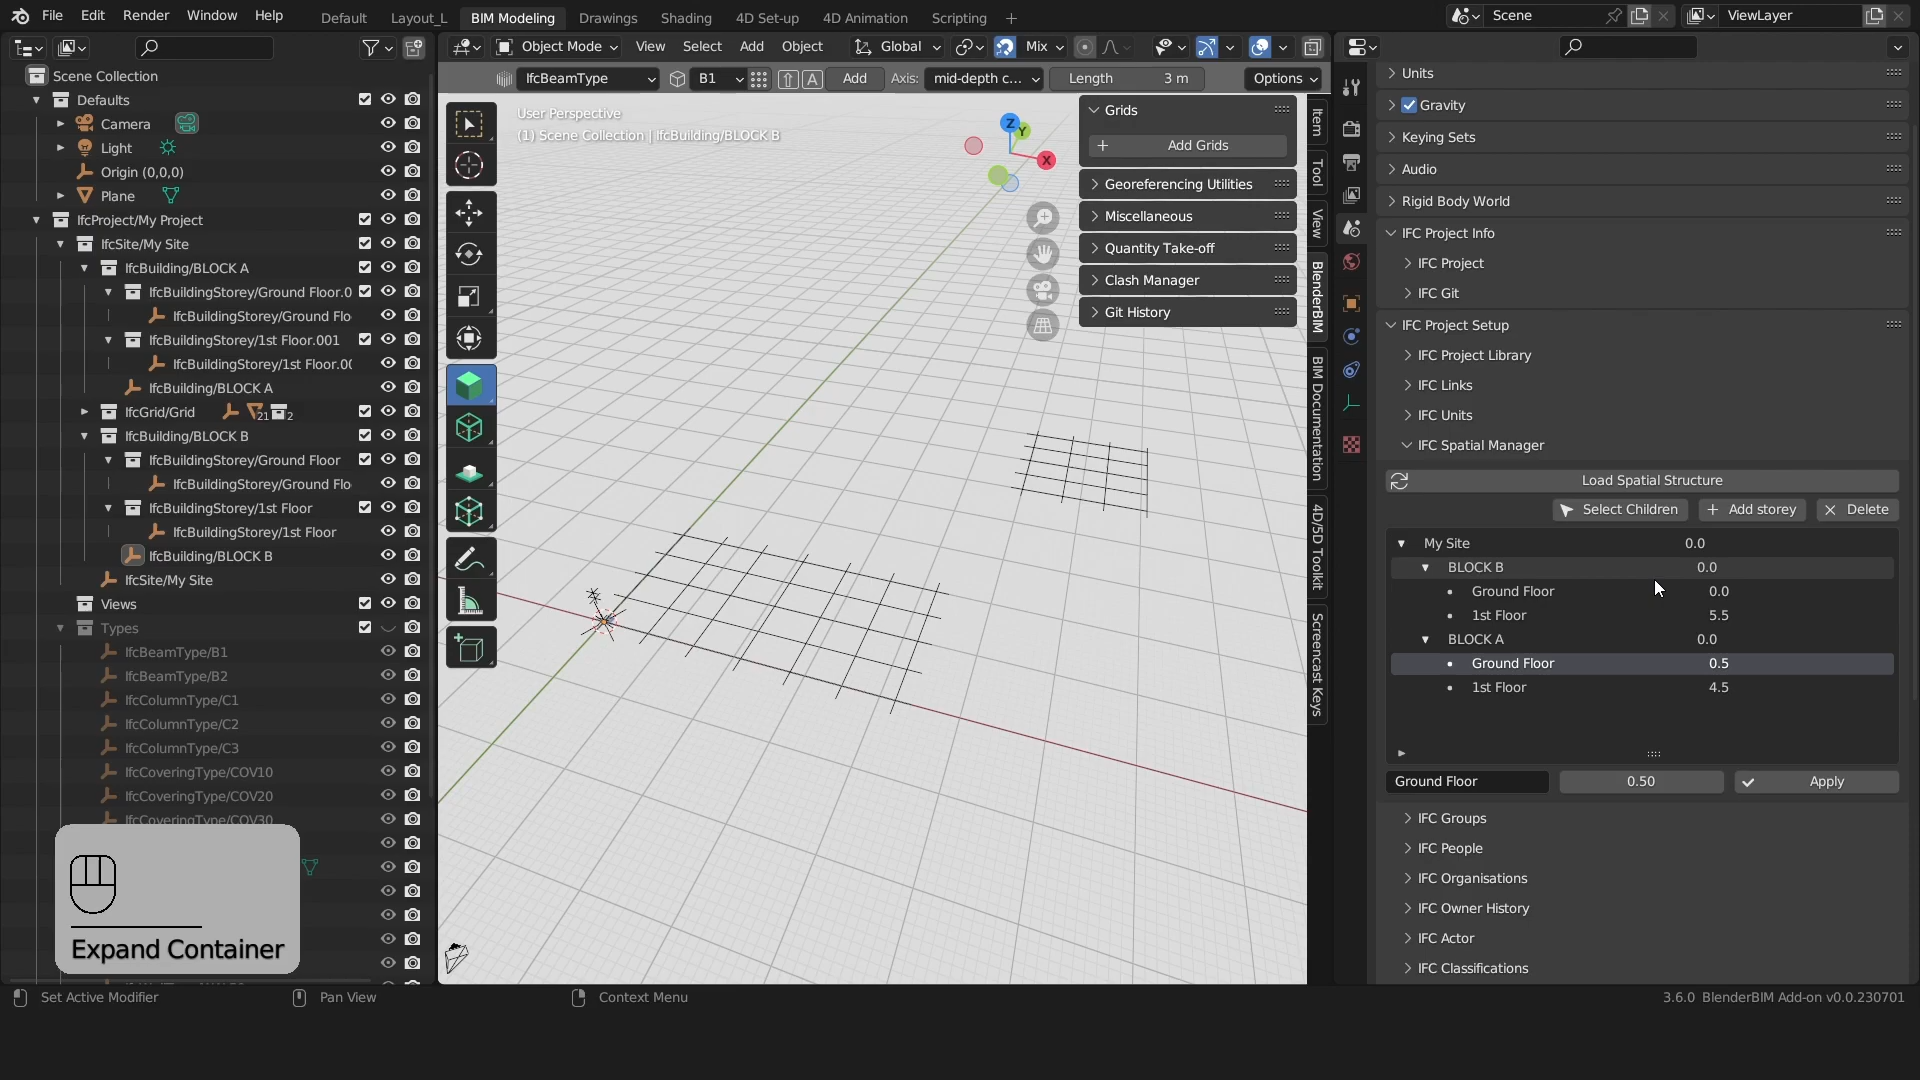 File Edit Render Window Help
Default Layout_L BIM Modeling Drawings Shading 4D Set-up 4D Animation Scripting +
Scene
ViewLayer
Object Mode View Select Add Object Global Mix
IfcBeamType B1 A Add Axis: mid-depth c... Length 3 m Options
Scene Collection
Defaults
Camera
Light
Origin (0,0,0)
Plane
IfcProject/My Project
IfcSite/My Site
IfcBuilding/BLOCK A
IfcBuildingStorey/Ground Floor.0
IfcBuildingStorey/Ground Flo
IfcBuildingStorey/1st Floor.001
IfcBuildingStorey/1st Floor.00
IfcBuilding/BLOCK A
IfcGrid/Grid 21 2
IfcBuilding/BLOCK B
IfcBuildingStorey/Ground Floor
IfcBuildingStorey/Ground Flo
IfcBuildingStorey/1st Floor
IfcBuildingStorey/1st Floor
IfcBuilding/BLOCK B
IfcSite/My Site
Views
Types
IfcBeamType/B1
IfcBeamType/B2
IfcColumnType/C1
IfcColumnType/C2
IfcColumnType/C3
IfcCoveringType/COV10
IfcCoveringType/COV20
IfcCoveringType/COV30
Expand Container
User Perspective
(1) Scene Collection | IfcBuilding/BLOCK B
Z
Y
X
Grids
+ Add Grids
Georeferencing Utilities
Miscellaneous
Quantity Take-off
Clash Manager
Git History
Item
Tool
View
BlenderBIM
BIM Documentation
4D/5D Toolkit
Screencast Keys
Units
Gravity
Keying Sets
Audio
Rigid Body World
IFC Project Info
IFC Project
IFC Git
IFC Project Setup
IFC Project Library
IFC Links
IFC Units
IFC Spatial Manager
Load Spatial Structure
Select Children + Add storey Delete
My Site 0.0
BLOCK B 0.0
Ground Floor 0.0
1st Floor 5.5
BLOCK A 0.0
Ground Floor 0.5
1st Floor 4.5
Ground Floor 0.50 Apply
IFC Groups
IFC People
IFC Organisations
IFC Owner History
IFC Actor
IFC Classifications
Set Active Modifier Pan View Context Menu 3.6.0 BlenderBIM Add-on v0.0.230701